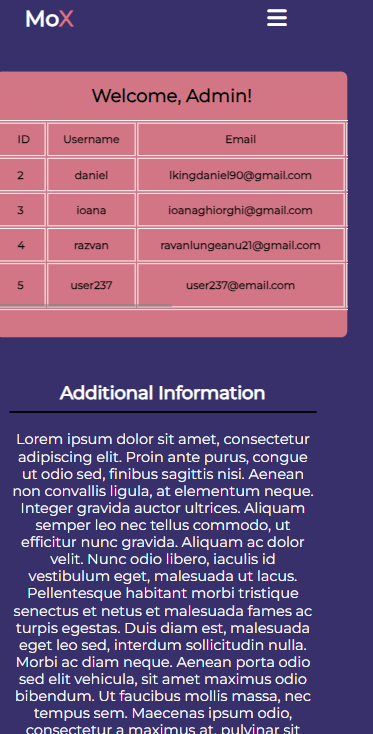 MoX
Welcome, Admin!
ID Username Email
2 daniel lkingdaniel90@gmail.com
3 ioana ioanaghiorghi@gmail.com
4 razvan ravanlungeanu21@gmail.com
5 user237 user237@email.com
Additional Information
Lorem ipsum dolor sit amet, consectetur
adipiscing elit. Proin ante purus, congue
ut odio sed, finibus sagittis nisi. Aenean
non convallis ligula, at elementum neque.
Integer gravida auctor ultrices. Aliquam
semper leo nec tellus commodo, ut
efficitur nunc gravida. Aliquam ac dolor
velit. Nunc odio libero, iaculis id
vestibulum eget, malesuada ut lacus.
Pellentesque habitant morbi tristique
senectus et netus et malesuada fames ac
turpis egestas. Duis diam est, malesuada
eget leo sed, interdum sollicitudin nulla.
Morbi ac diam neque. Aenean porta odio
sed elit vehicula, sit amet maximus odio
bibendum. Ut faucibus mollis massa, nec
tempus sem. Maecenas ipsum odio,
consectetur a maximus at, pulvinar sit